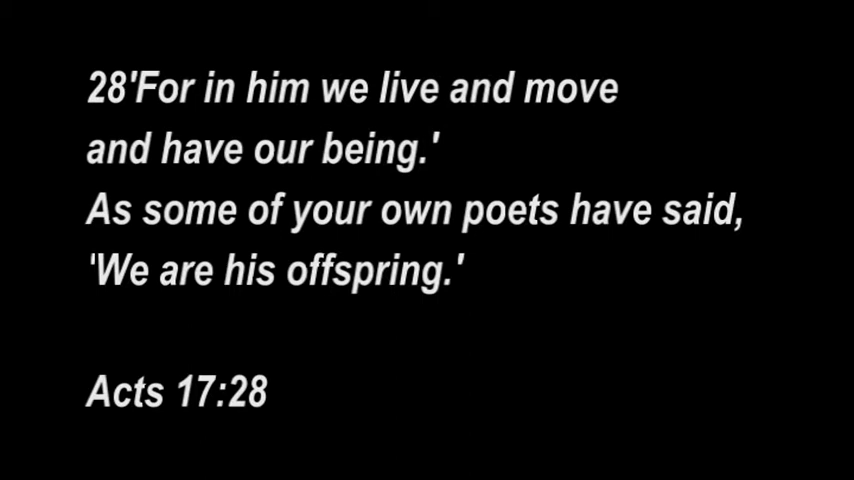 28'For in him we live and move
and have our being.'
As some of your own poets have said,
'We are his offspring.'
Acts 17:28